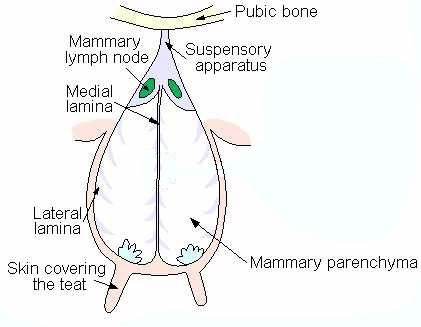 Pubic bone
Mammary
lymph node
Suspensory
apparatus
Medial
lamina
Lateral
lamina
Skin covering
the teat
Mammary parenchyma